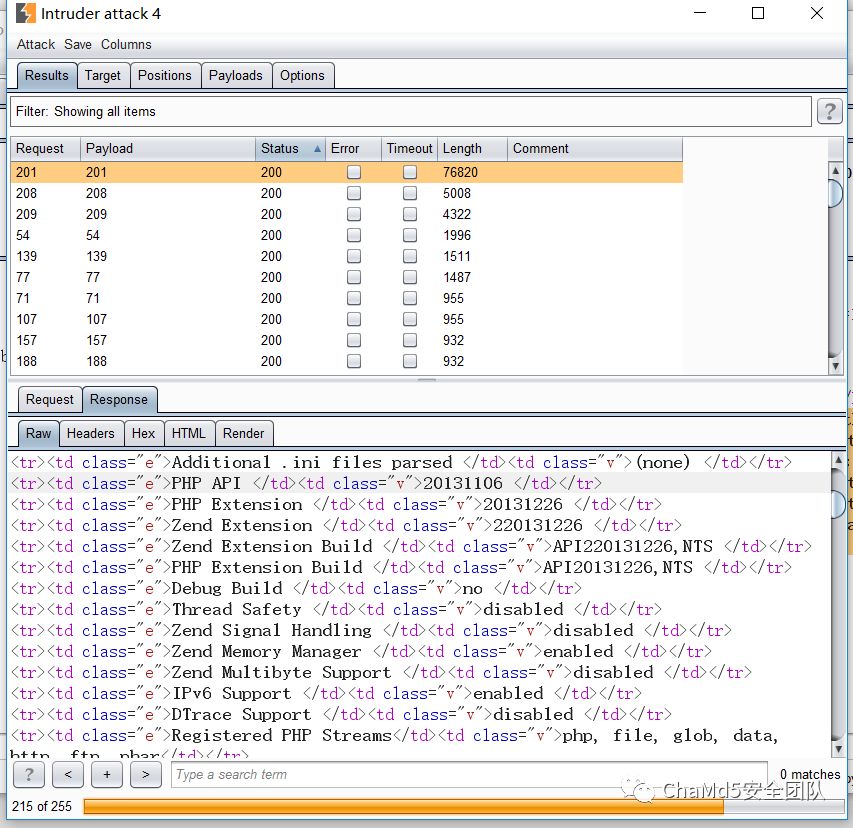 Intruder attack 4
Attack Save Columns
Results Target Positions Payloads Options
Filter: Showing all items ?
Request Payload Status Error Timeout Length Comment
201 201 200 76820
208 208 200 5008
209 209 200 4322
54 54 200 1996
139 139 200 1511
77 77 200 1487
71 71 200 955
107 107 200 955
157 157 200 932
188 188 200 932
Request Response
Raw Headers Hex HTML Render
<tr><td class="e">Additional .ini files parsed </td><td class="v">(none) </td></tr>
<tr><td class="e">PHP API </td><td class="v">20131106 </td></tr>
<tr><td class="e">PHP Extension </td><td class="v">20131226 </td></tr>
<tr><td class="e">Zend Extension </td><td class="v">220131226 </td></tr>
<tr><td class="e">Zend Extension Build </td><td class="v">API220131226,NTS </td></tr>
<tr><td class="e">PHP Extension Build </td><td class="v">API20131226,NTS </td></tr>
<tr><td class="e">Debug Build </td><td class="v">no </td></tr>
<tr><td class="e">Thread Safety </td><td class="v">disabled </td></tr>
<tr><td class="e">Zend Signal Handling </td><td class="v">disabled </td></tr>
<tr><td class="e">Zend Memory Manager </td><td class="v">enabled </td></tr>
<tr><td class="e">Zend Multibyte Support </td><td class="v">disabled </td></tr>
<tr><td class="e">IPv6 Support </td><td class="v">enabled </td></tr>
<tr><td class="e">DTrace Support </td><td class="v">disabled </td></tr>
<tr><td class="e">Registered PHP Streams</td><td class="v">php, file, glob, data,
http, ftp, phar</td></tr>
? < + > Type a search term 0 matches
ChaMd5安全团队
215 of 255